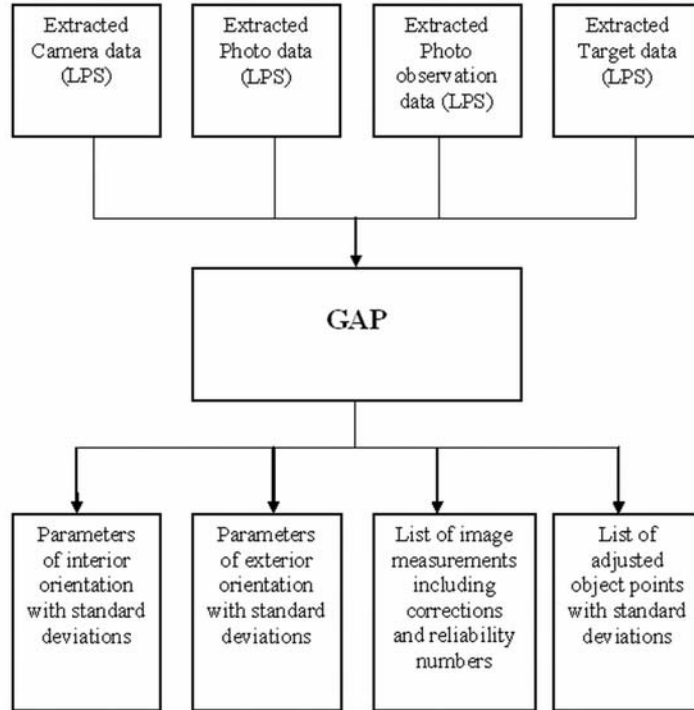 Extracted
Camera data
(LPS)
Extracted
Photo data
(LPS)
Extracted
Photo
observation
data (LPS)
Extracted
Target data
(LPS)
GAP
Parameters
of interior
orientation
with standard
deviations
Parameters
of exterior
orientation
with standard
deviations
List of image
measurements
including
corrections
and reliability
numbers
List of
adjusted
object points
with standard
deviations